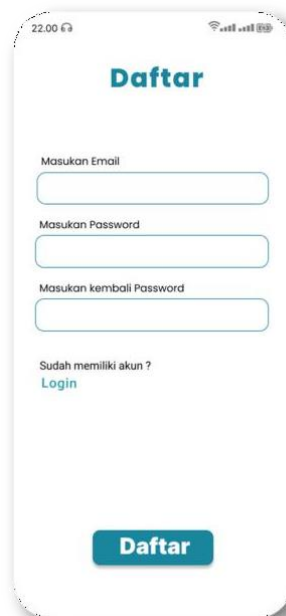 22.00
Daftar
Masukan Email
Masukan Password
Masukan kembali Password
Sudah memiliki akun ?
Login
Daftar